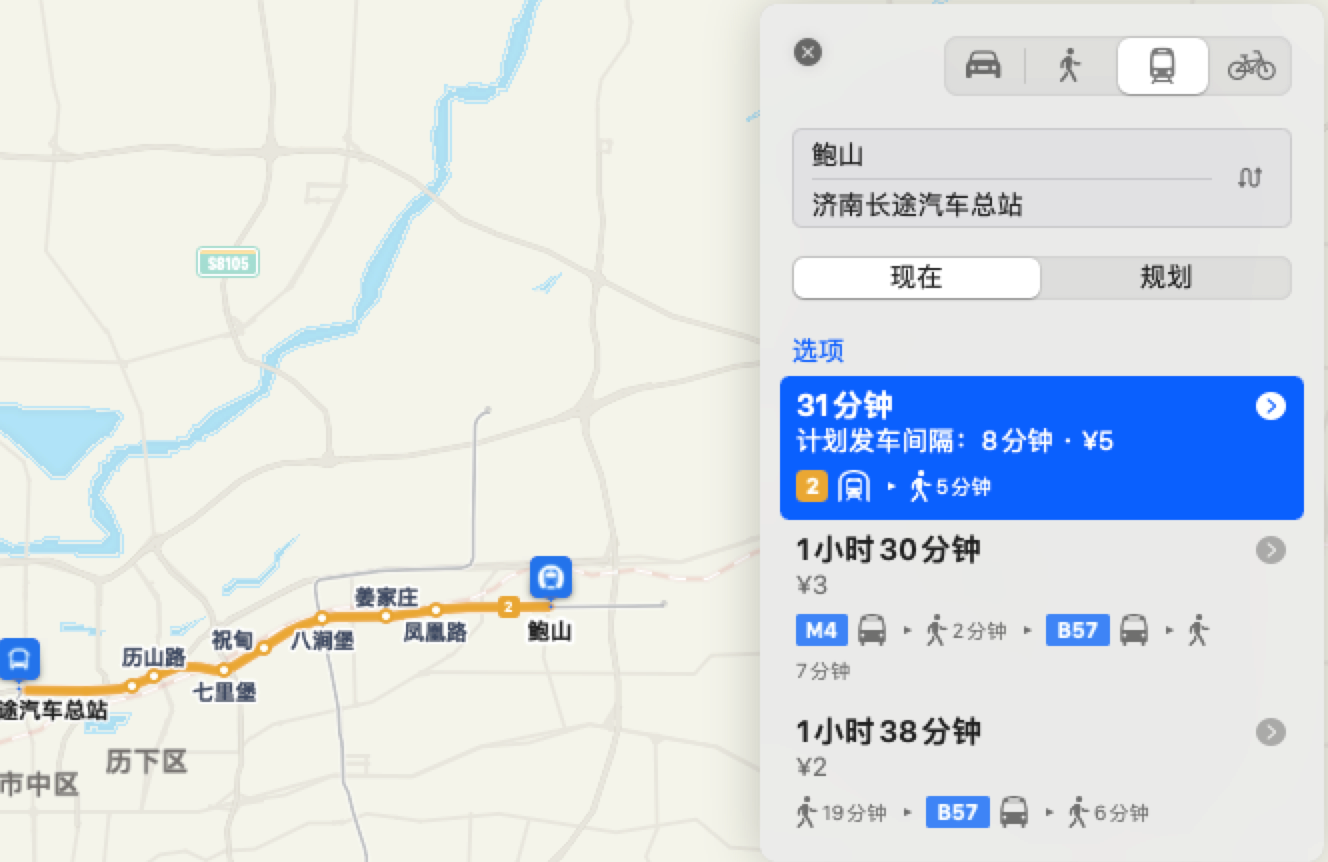 鲍山
济南长途汽车总站
现在
规划
选项
31分钟
计划发车间隔：8分钟 · ¥5
2 5分钟
1小时30分钟
¥3
M4 2分钟 B57
7分钟
1小时38分钟
¥2
19分钟 B57 6分钟
S8105
姜家庄
2
祝甸
八涧堡
凤凰路
鲍山
历山路
七里堡
途汽车总站
历下区
市中区